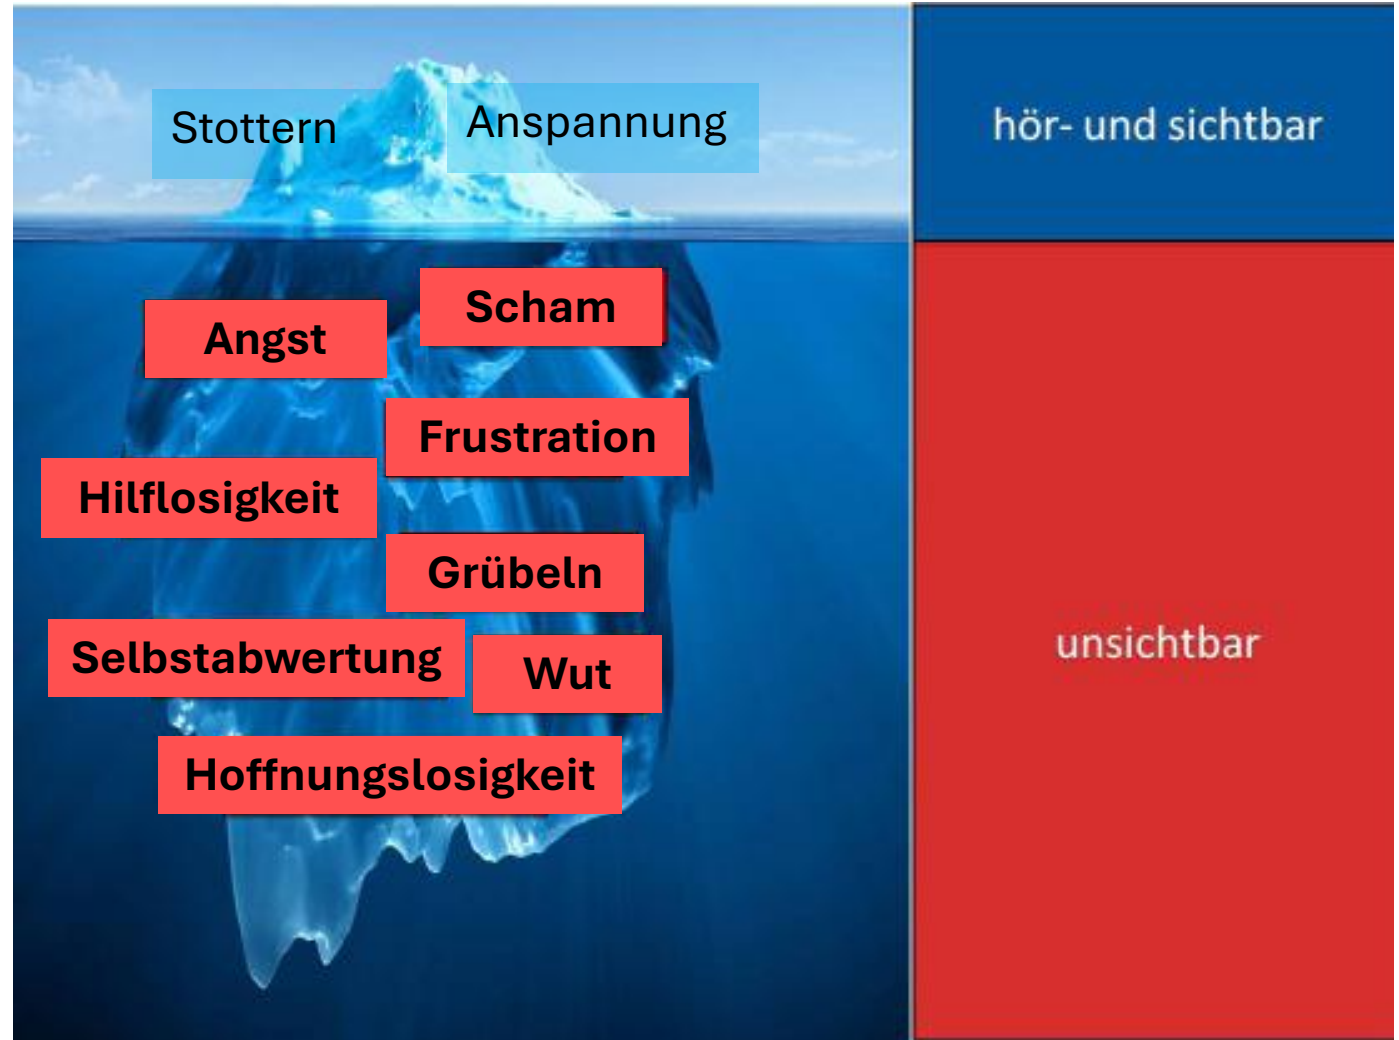 Stottern
Anspannung
hör- und sichtbar
Scham
Angst
Frustration
Hilflosigkeit
Grübeln
Selbstabwertung
Wut
Hoffnungslosigkeit
unsichtbar